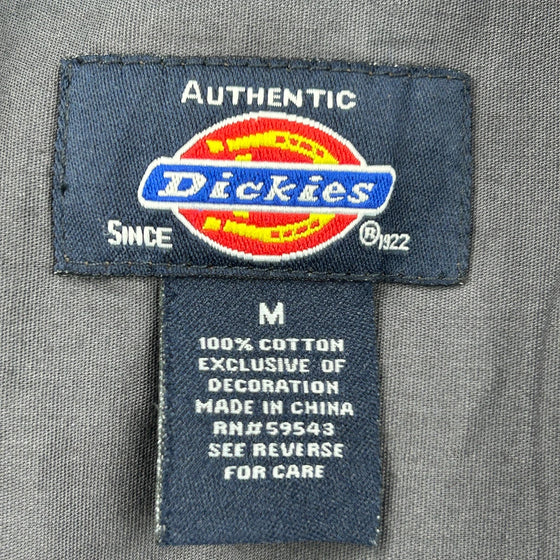 AUTHENTIC
Dickies
SINCE ® 1922
M
100% COTTON
EXCLUSIVE OF
DECORATION
MADE IN CHINA
RN#59543
SEE REVERSE
FOR CARE